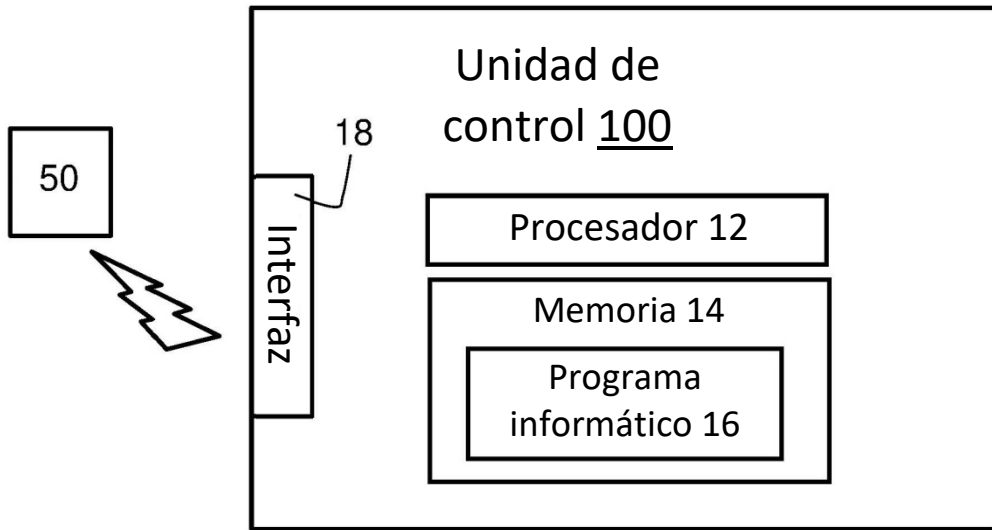 Unidad de
control 100
18
50
Interfaz
Procesador 12
Memoria 14
Programa
informático 16